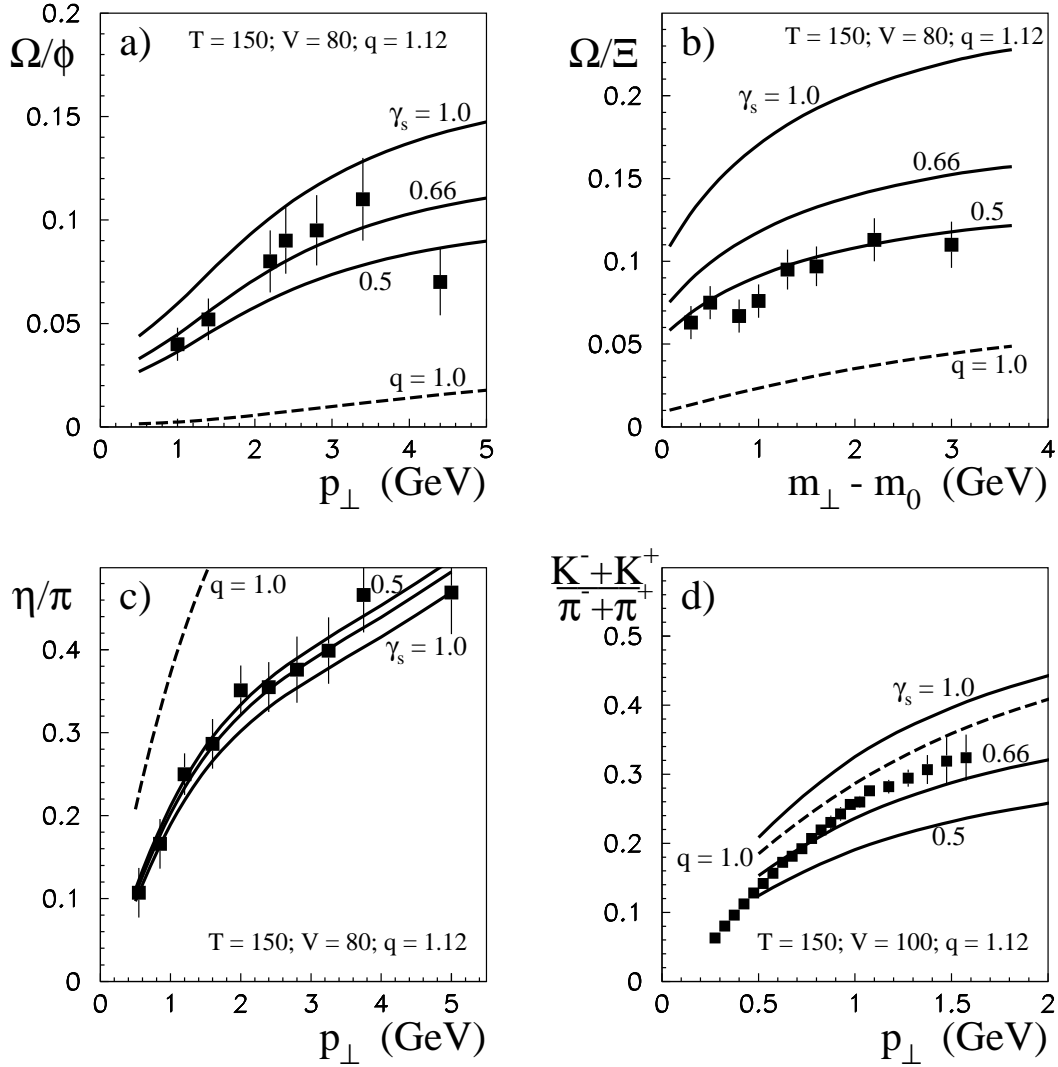 0.2
Ω/ϕ
a)
T = 150; V = 80; q = 1.12
0.15
γs = 1.0
0.1
0.66
0.5
0.05
q = 1.0
0
0 1 2 3 4 5
p⊥ (GeV)
Ω/Ξ
b)
T = 150; V = 80; q = 1.12
0.2
γs = 1.0
0.15
0.66
0.5
0.1
0.05
q = 1.0
0
0 1 2 3 4
m⊥ - m0 (GeV)
η/π
c)
q = 1.0
0.5
0.4
γs = 1.0
0.3
0.2
0.1
T = 150; V = 80; q = 1.12
0
0 1 2 3 4 5
p⊥ (GeV)
K⁻+K⁺
π⁻+π⁺
d)
0.5
γs = 1.0
0.4
0.66
0.3
0.2
q = 1.0
0.5
0.1
T = 150; V = 100; q = 1.12
0
0 0.5 1 1.5 2
p⊥ (GeV)